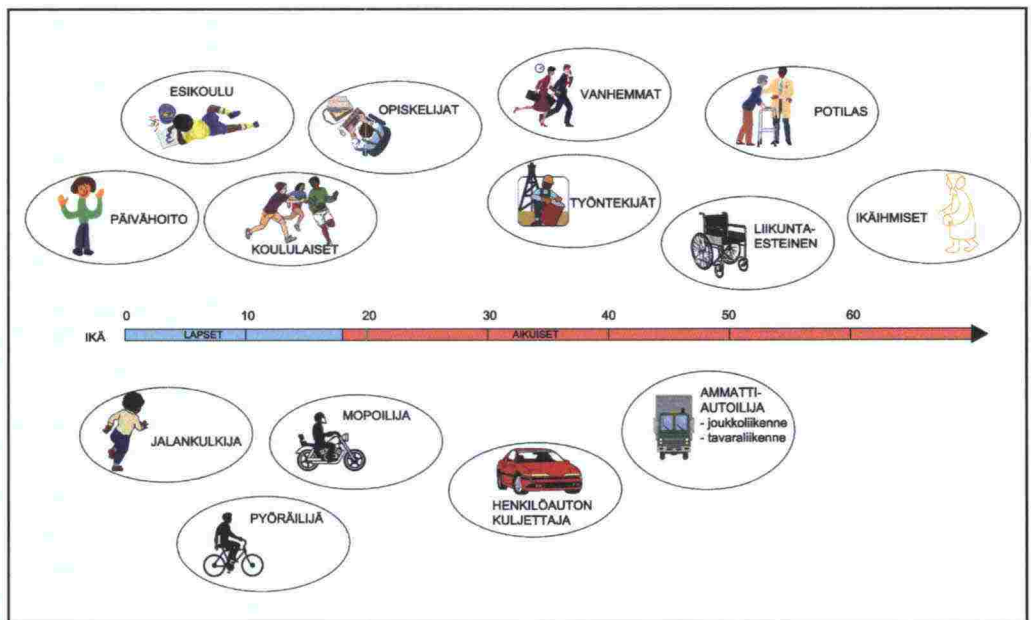 ESIKOULU
OPISKELIJAT
VANHEMMAT
POTILAS
PÄIVÄHOITO
KOULULAISET
TYÖNTEKIJÄT
LIIKUNTA-
ESTEINEN
IKÄIHMISET
0 10 20 30 40 50 60
IKÄ LAPSET AIKUISET
JALANKULKIJA
MOPOILIJA
PYÖRÄILIJÄ
HENKILÖAUTON
KULJETTAJA
AMMATTI-
AUTOILIJA
- joukkoliikenne
- tavaraliikenne